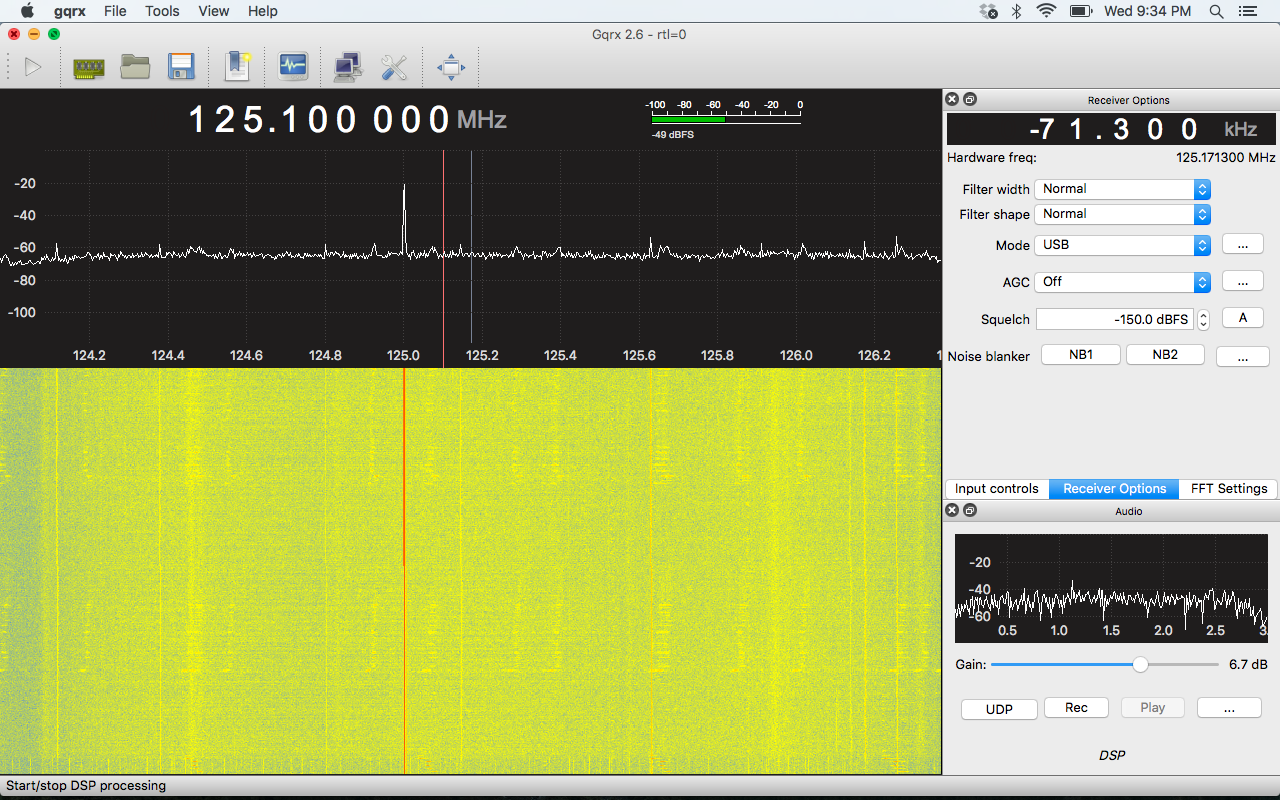 gqrx File Tools View Help Wed 9:34 PM
Gqrx 2.6 - rtl=0
125.100 000 MHz
-100 -80 -60 -40 -20 0
-49 dBFS
-20
-40
-60
-80
-100
124.2 124.4 124.6 124.8 125.0 125.2 125.4 125.6 125.8 126.0 126.2 1
Receiver Options
-71.300 kHz
Hardware freq: 125.171300 MHz
Filter width Normal
Filter shape Normal
Mode USB ...
AGC Off ...
Squelch -150.0 dBFS A
Noise blanker NB1 NB2 ...
Input controls Receiver Options FFT Settings
Audio
-20
-40
-60
0.5 1.0 1.5 2.0 2.5 3.
Gain: 6.7 dB
UDP Rec Play ...
DSP
Start/stop DSP processing